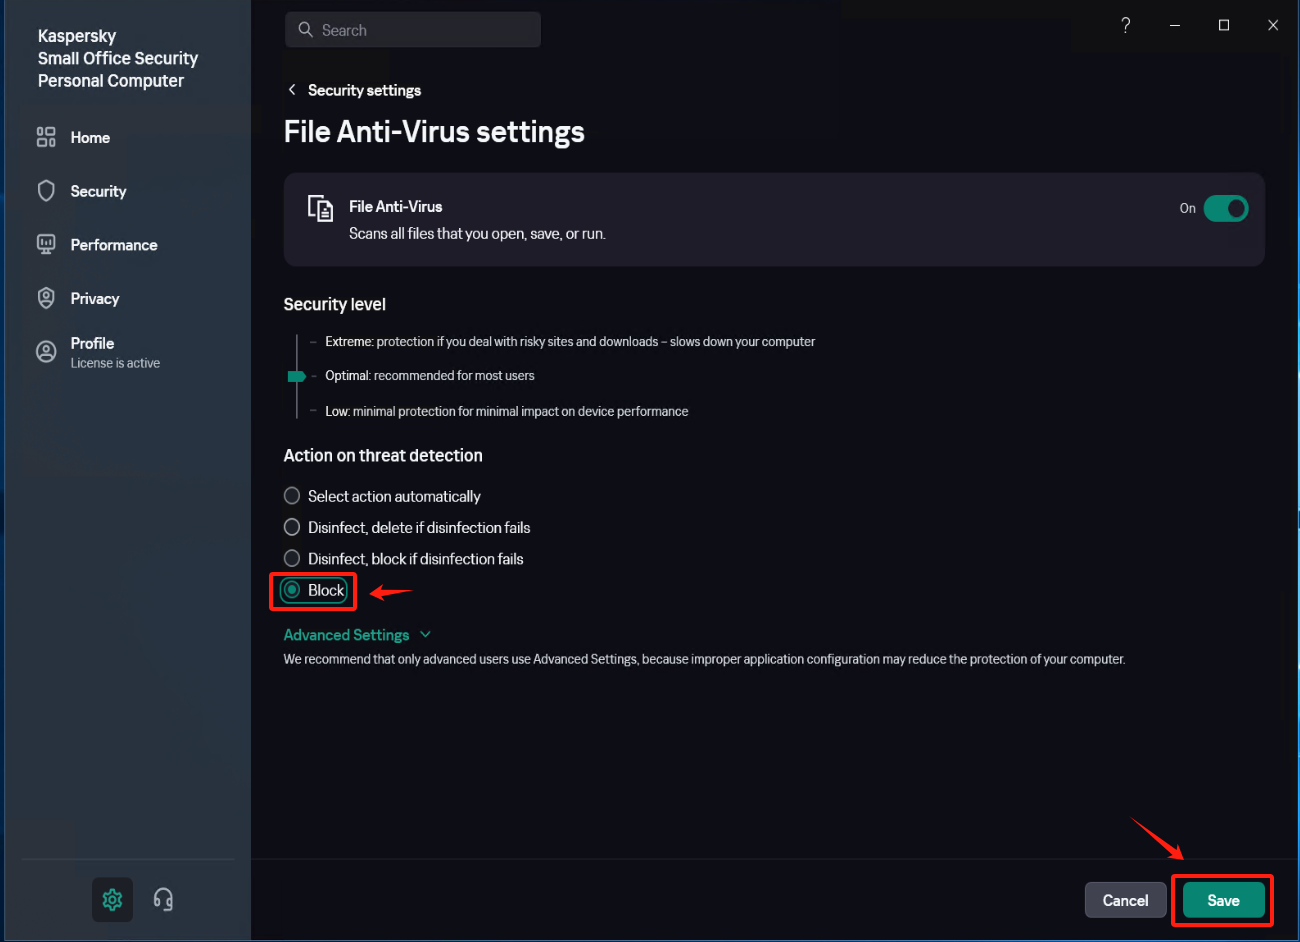 Kaspersky
Small Office Security
Personal Computer
Home
Security
Performance
Privacy
Profile
License is active
Search
?
Security settings
File Anti-Virus settings
File Anti-Virus
Scans all files that you open, save, or run.
On
Security level
Extreme: protection if you deal with risky sites and downloads – slows down your computer
Optimal: recommended for most users
Low: minimal protection for minimal impact on device performance
Action on threat detection
Select action automatically
Disinfect, delete if disinfection fails
Disinfect, block if disinfection fails
Block
Advanced Settings
We recommend that only advanced users use Advanced Settings, because improper application configuration may reduce the protection of your computer.
Cancel
Save